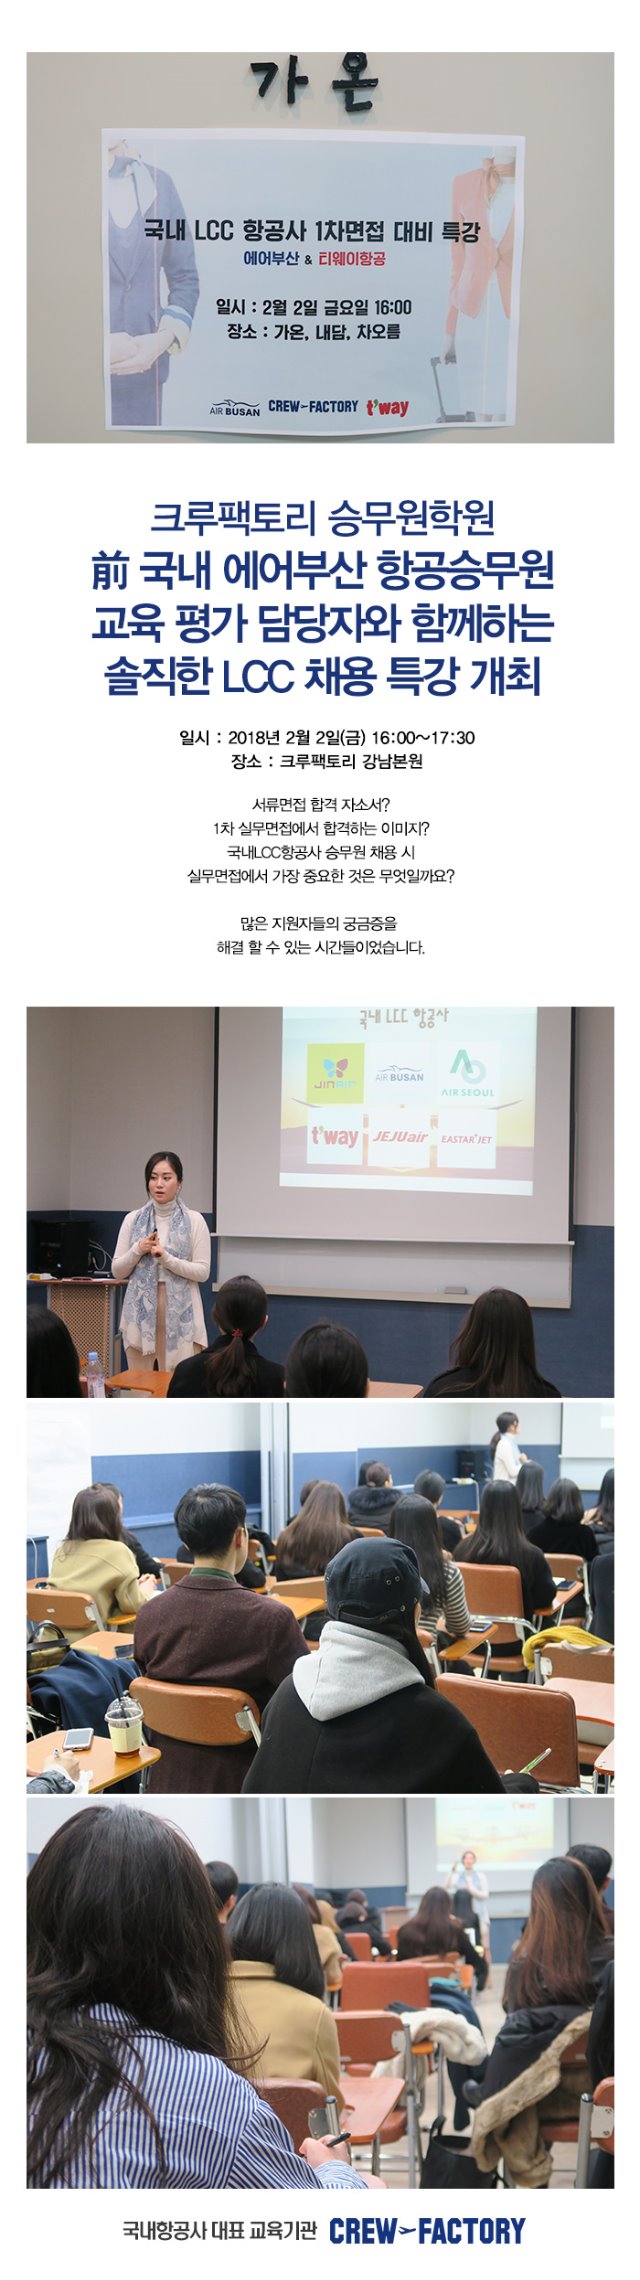 가온
국내 LCC 항공사 1차면접 대비 특강
에어부산 & 티웨이항공
일시 : 2월 2일 금요일 16:00
장소 : 가온, 내담, 차오름
AIR BUSAN CREW FACTORY t'way
크루팩토리 승무원학원
前 국내 에어부산 항공승무원
교육 평가 담당자와 함께하는
솔직한 LCC 채용 특강 개최
일시 : 2018년 2월 2일(금) 16:00~17:30
장소 : 크루팩토리 강남본원
서류면접 합격 자소서?
1차 실무면접에서 합격하는 이미지?
국내LCC항공사 승무원 채용 시
실무면접에서 가장 중요한 것은 무엇일까요?
많은 지원자들의 궁금증을
해결 할 수 있는 시간들이었습니다.
국내 LCC 항공사
JINAIR AIR BUSAN AIR SEOUL
t'way JEJUair EASTAR JET
t'way
국내항공사 대표 교육기관 CREW FACTORY